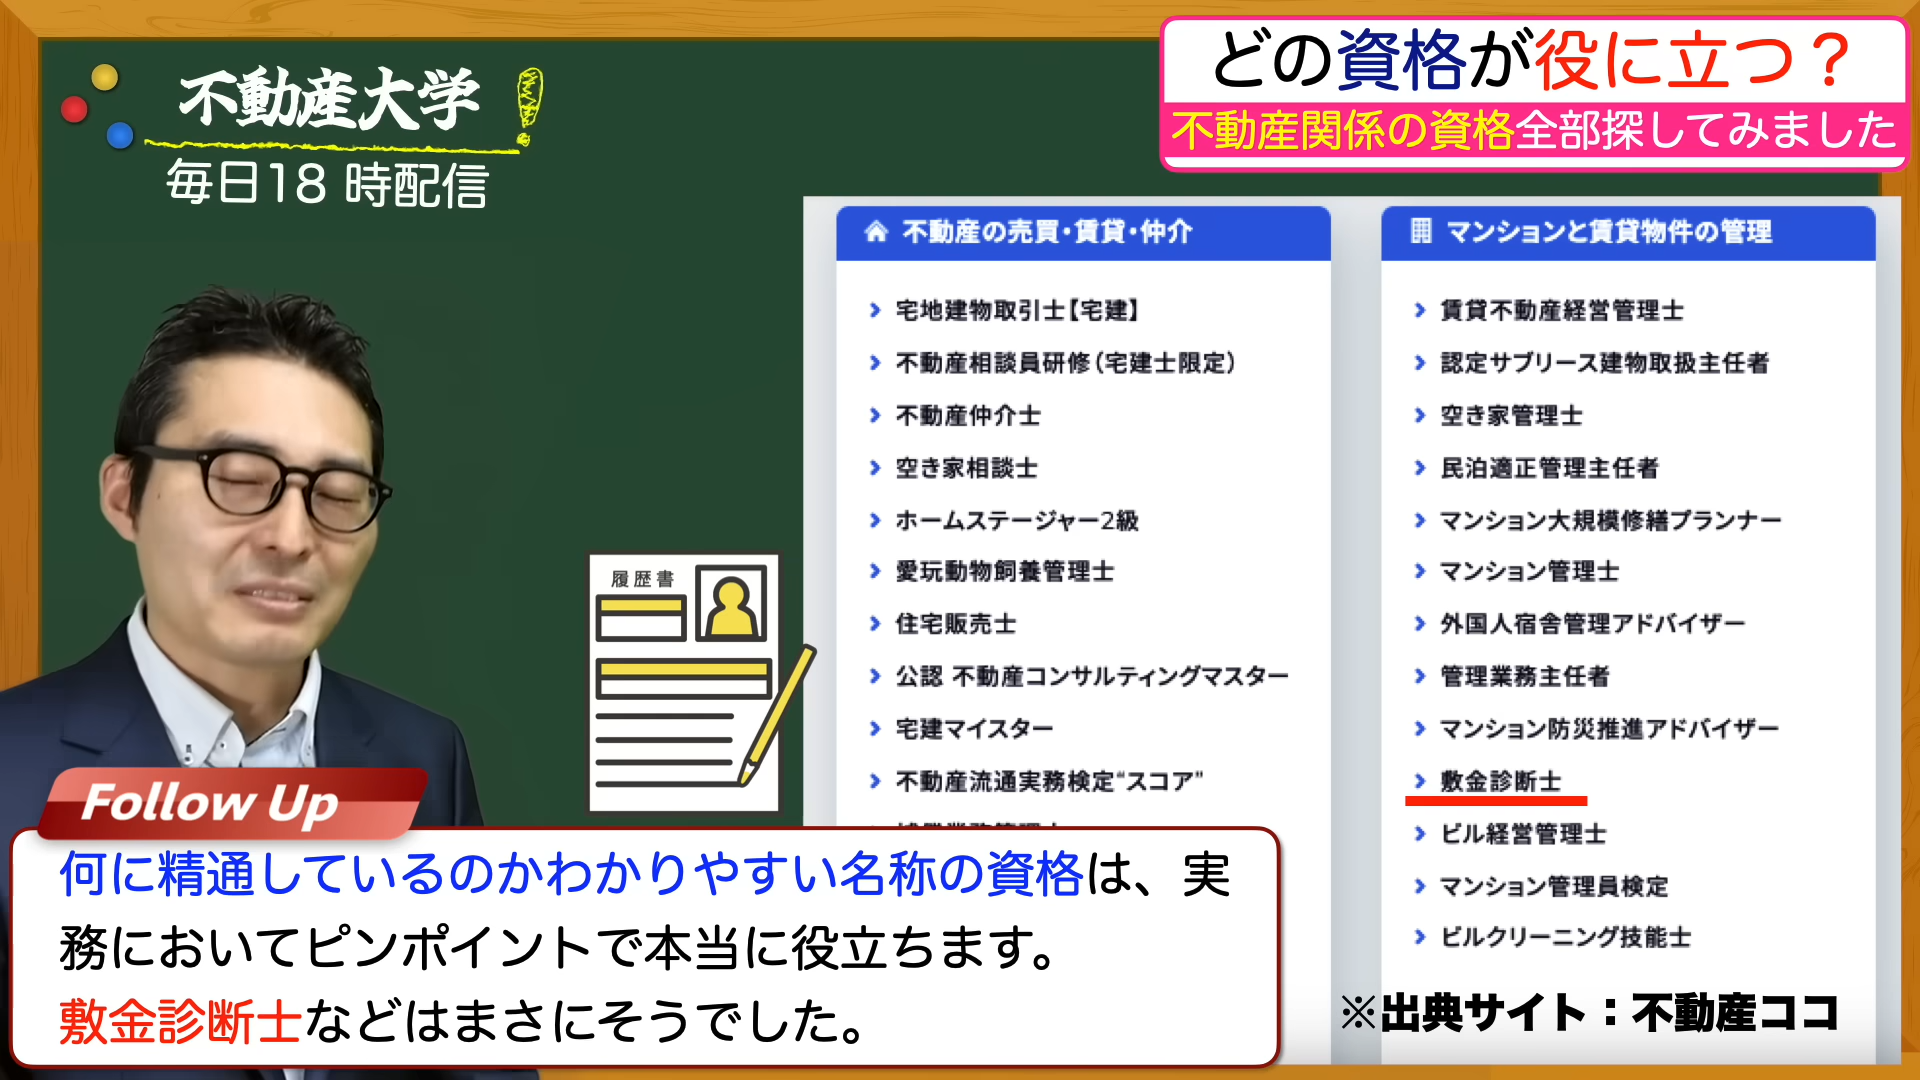 不動産大学!
毎日18時配信
どの資格が役に立つ？
不動産関係の資格全部探してみました
不動産の売買・賃貸・仲介
宅地建物取引士【宅建】
不動産相談員研修（宅建士限定）
不動産仲介士
空き家相談士
ホームステージャー2級
愛玩動物飼養管理士
住宅販売士
公認 不動産コンサルティングマスター
宅建マイスター
不動産流通実務検定“スコア”
マンションと賃貸物件の管理
賃貸不動産経営管理士
認定サブリース建物取扱主任者
空き家管理士
民泊適正管理主任者
マンション大規模修繕プランナー
マンション管理士
外国人宿舎管理アドバイザー
管理業務主任者
マンション防災推進アドバイザー
敷金診断士
ビル経営管理士
マンション管理員検定
ビルクリーニング技能士
履歴書
Follow Up
何に精通しているのかわかりやすい名称の資格は、実
務においてピンポイントで本当に役立ちます。
敷金診断士などはまさにそうでした。
※出典サイト：不動産ココ